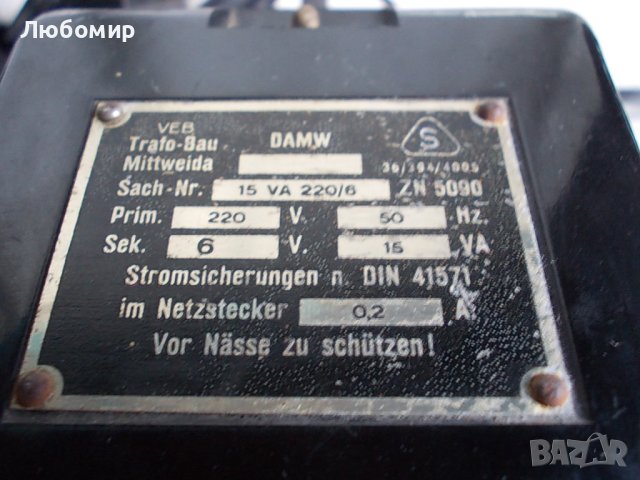 Любомир
VEB
Trafo-Bau DAMW
Mittweida
S
36/394/4005
Sach-Nr. 15 VA 220/6 ZN 5090
Prim. 220 V. 50 Hz.
Sek. 6 V. 15 VA
Stromsicherungen n. DIN 41571
im Netzstecker 0,2 A
Vor Nässe zu schützen!
BAZAR